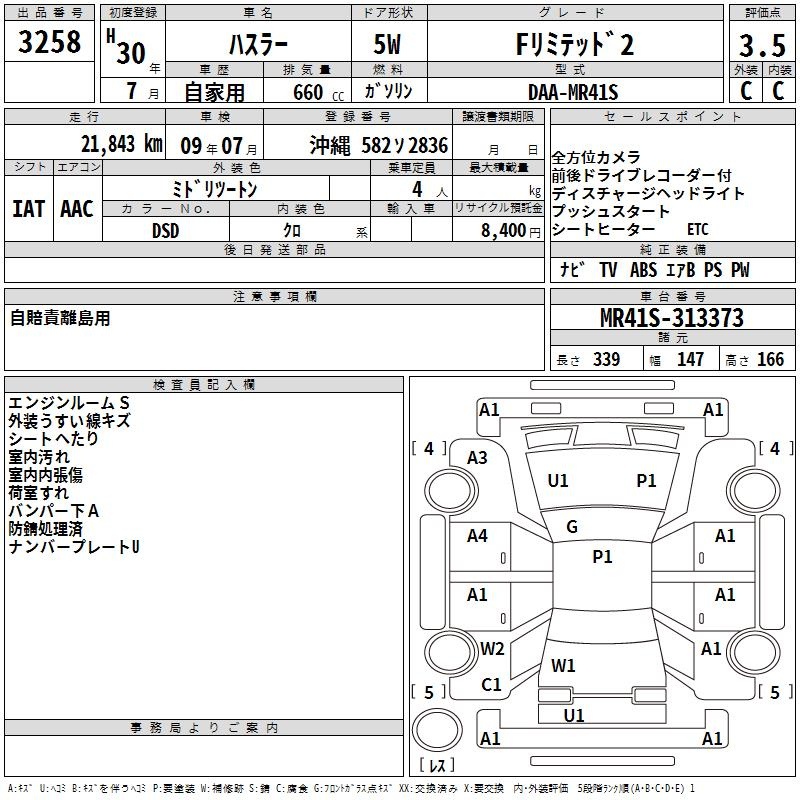 出品番号 初度登録 車名 ドア形状 グレード 評価点
3258 H30年 ハスラー 5W Fリミテッド2 3.5
車歴 排気量 燃料 型式 外装 内装
7月 自家用 660 CC ガソリン DAA-MR41S C C
走行 車検 登録番号 譲渡書類期限 セールスポイント
21,843 km 09年07月 沖縄 582ソ2836 月 日
シフト エアコン 外装色 乗車定員 最大積載量
IAT AAC ミドリツートン 4 人 kg
カラーNo. 内装色 輸入車 リサイクル預託金
DSD クロ 系 8,400円
後日発送部品
全方位カメラ
前後ドライブレコーダー付
ディスチャージヘッドライト
プッシュスタート
シートヒーター ETC
純正装備
ナビ TV ABS エアB PS PW
注意事項欄
自賠責離島用
車台番号
MR41S-313373
諸元
長さ 339 幅 147 高さ 166
検査員記入欄
エンジンルームS
外装うすい線キズ
シートへたり
室内汚れ
室内内張傷
荷室すれ
バンパー下A
防錆処理済
ナンバープレートU
事務局よりご案内
A1 A1
[4] A3 [4]
U1 P1
G
A4 P1 A1
A1 A1
W2 W1 A1
[5] C1 [5]
U1
A1 A1
[レス]
A:キズ U:ヘコミ B:キズを伴うヘコミ P:要塗装 W:補修跡 S:錆 C:腐食 G:フロントガラス点キズ XX:交換済み X:要交換 内・外装評価 5段階ランク順(A・B・C・D・E) 1